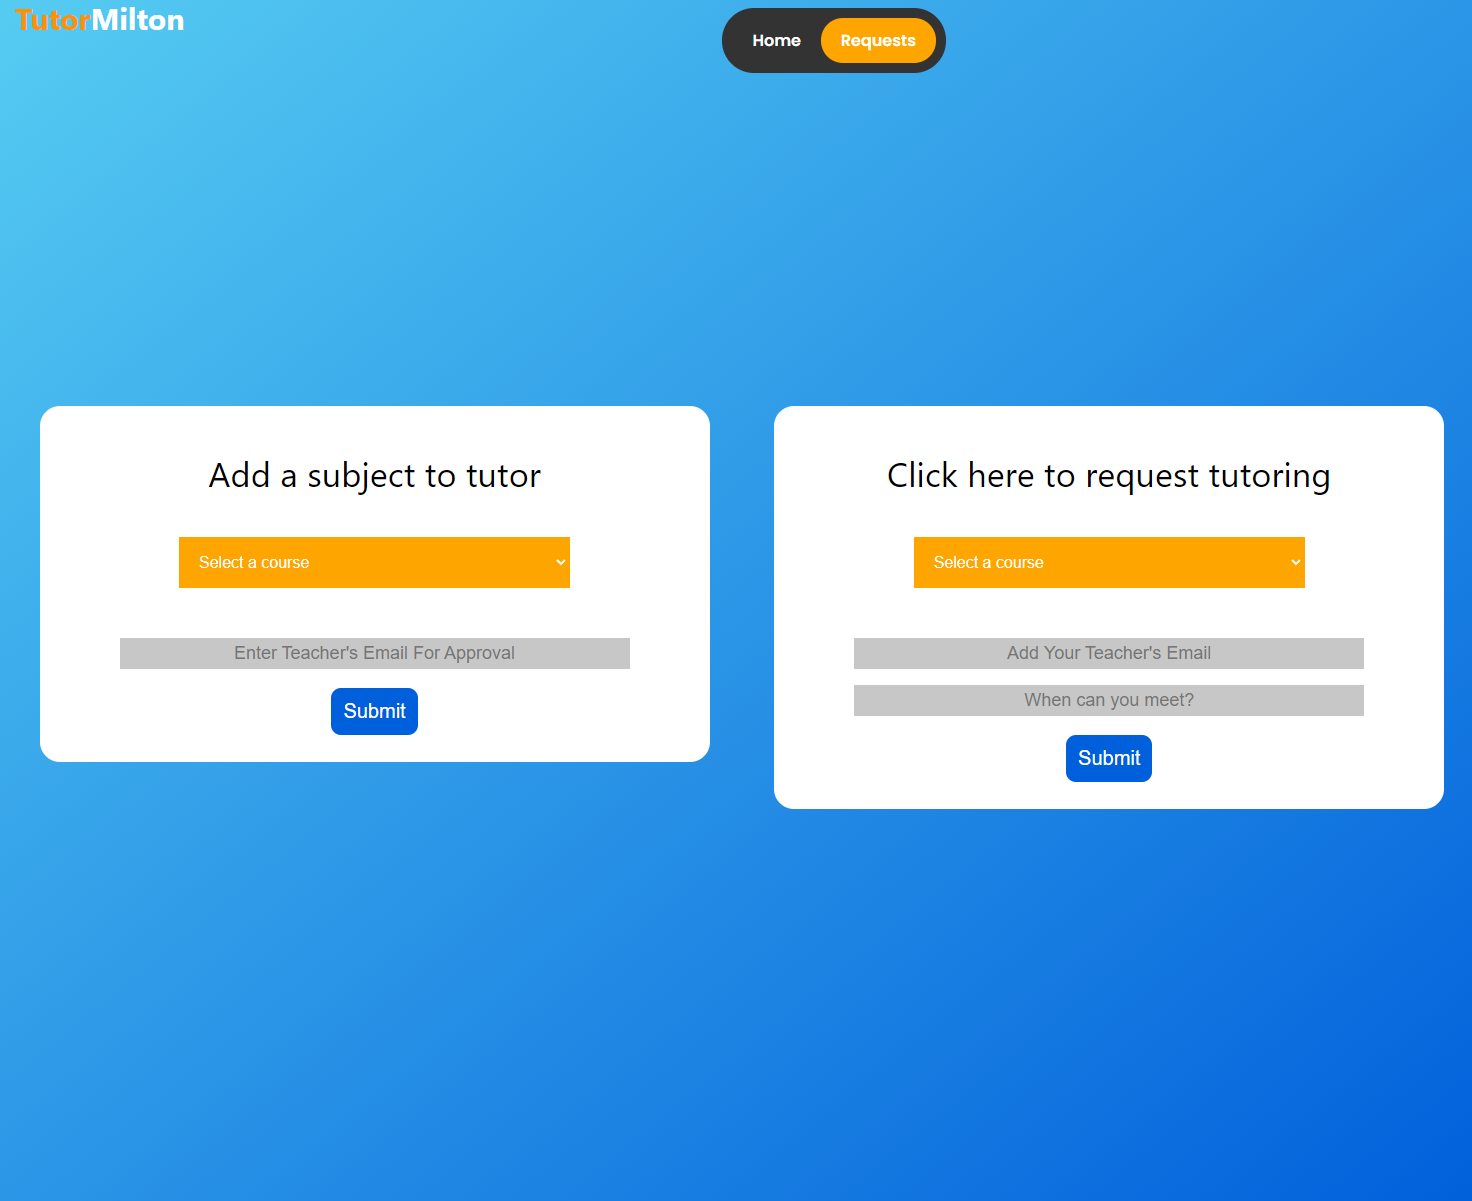 TutorMilton
Home
Requests
Add a subject to tutor
Select a course
Enter Teacher's Email For Approval
Submit
Click here to request tutoring
Select a course
Add Your Teacher's Email
When can you meet?
Submit